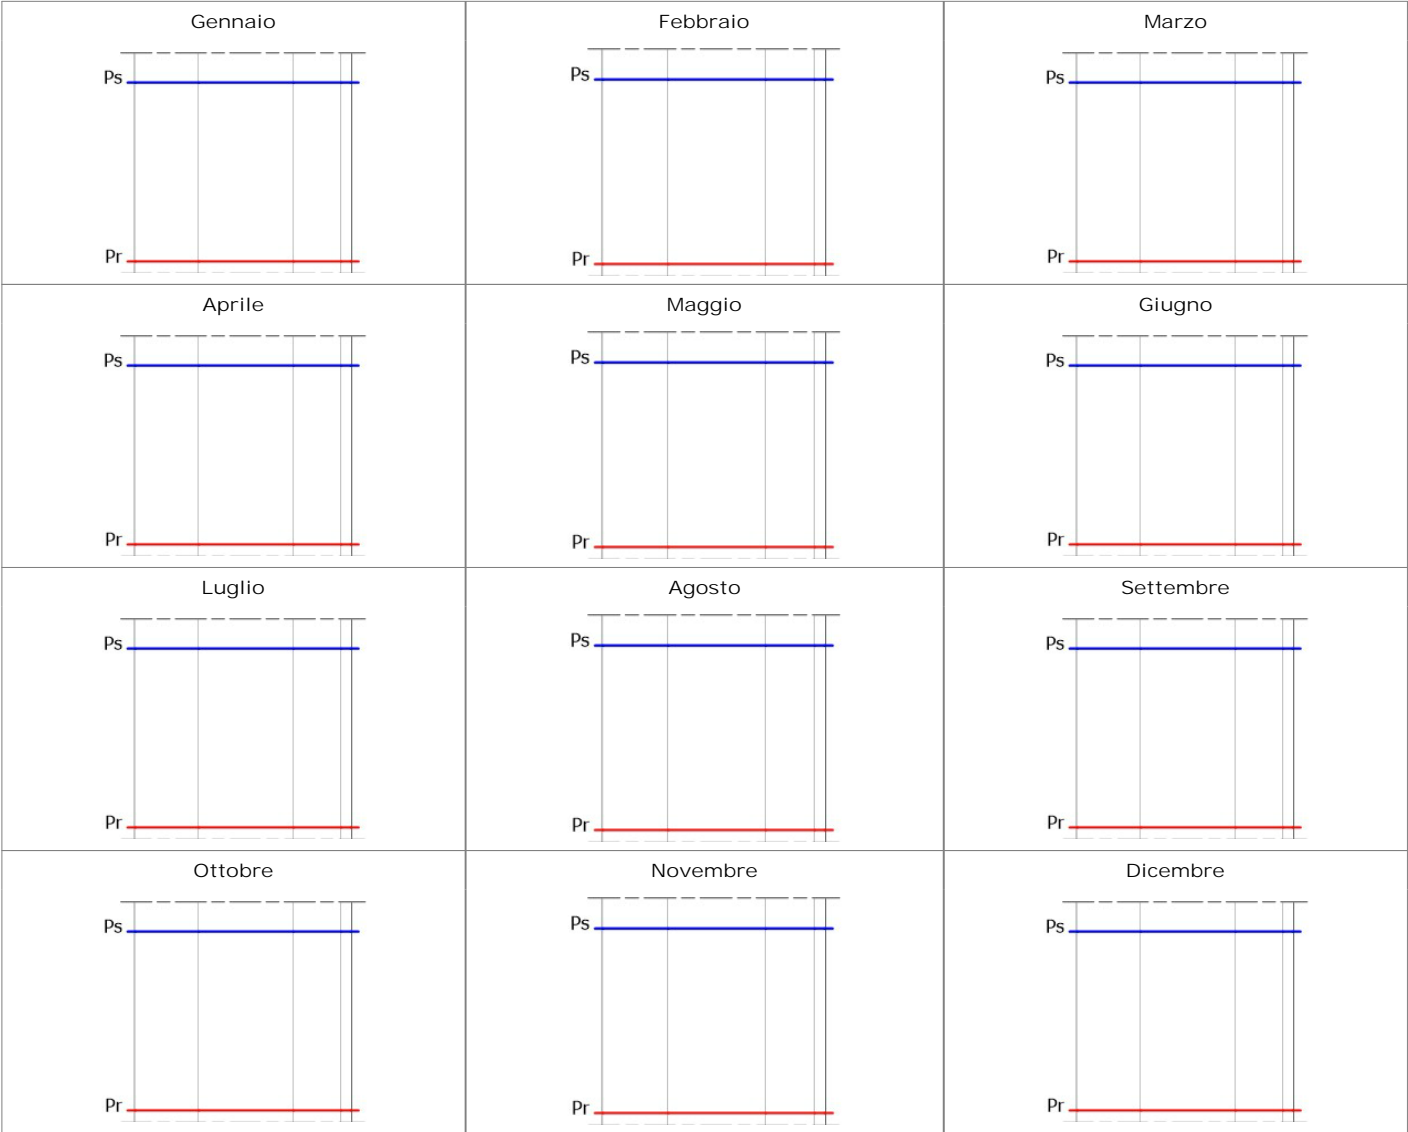 Gennaio
Febbraio
Marzo
Ps
Ps
Ps
Pr
Pr
Pr
Aprile
Maggio
Giugno
Ps
Ps
Ps
Pr
Pr
Pr
Luglio
Agosto
Settembre
Ps
Ps
Ps
Pr
Pr
Pr
Ottobre
Novembre
Dicembre
Ps
Ps
Ps
Pr
Pr
Pr